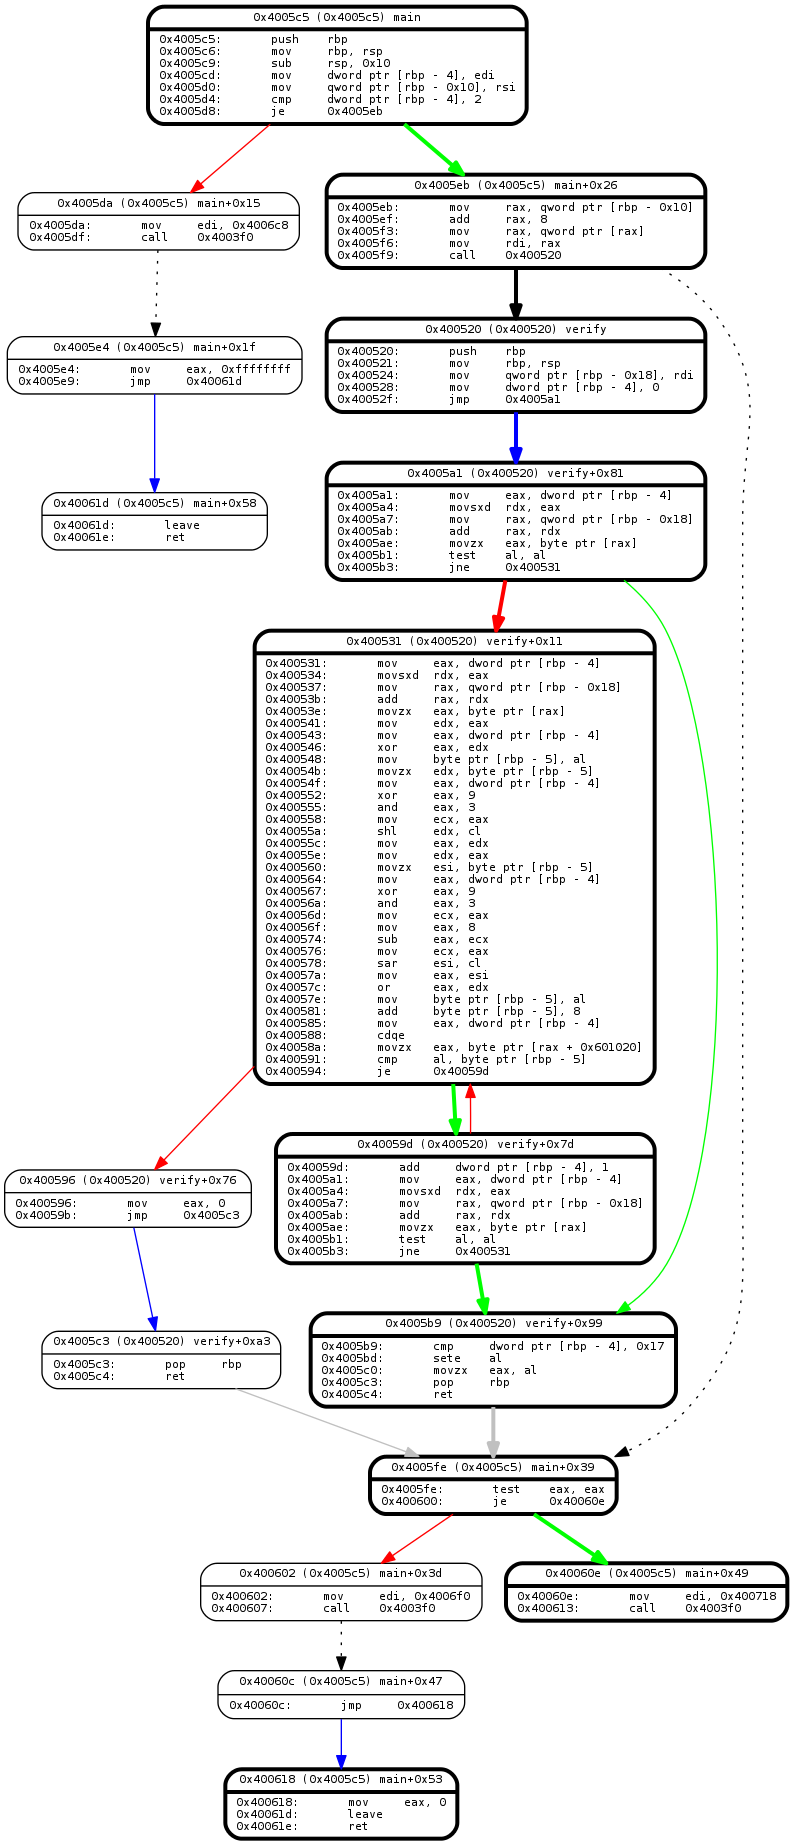 0x4005c5 (0x4005c5) main
0x4005c5: push rbp
0x4005c6: mov rbp, rsp
0x4005c9: sub rsp, 0x10
0x4005cd: mov dword ptr [rbp - 4], edi
0x4005d0: mov qword ptr [rbp - 0x10], rsi
0x4005d4: cmp dword ptr [rbp - 4], 2
0x4005d8: je 0x4005eb
0x4005da (0x4005c5) main+0x15
0x4005da: mov edi, 0x4006c8
0x4005df: call 0x4003f0
0x4005eb (0x4005c5) main+0x26
0x4005eb: mov rax, qword ptr [rbp - 0x10]
0x4005ef: add rax, 8
0x4005f3: mov rax, qword ptr [rax]
0x4005f6: mov rdi, rax
0x4005f9: call 0x400520
0x4005e4 (0x4005c5) main+0x1f
0x4005e4: mov eax, 0xffffffff
0x4005e9: jmp 0x40061d
0x400520 (0x400520) verify
0x400520: push rbp
0x400521: mov rbp, rsp
0x400524: mov qword ptr [rbp - 0x18], rdi
0x400528: mov dword ptr [rbp - 4], 0
0x40052f: jmp 0x4005a1
0x40061d (0x4005c5) main+0x58
0x40061d: leave
0x40061e: ret
0x4005a1 (0x400520) verify+0x81
0x4005a1: mov eax, dword ptr [rbp - 4]
0x4005a4: movsxd rdx, eax
0x4005a7: mov rax, qword ptr [rbp - 0x18]
0x4005ab: add rax, rdx
0x4005ae: movzx eax, byte ptr [rax]
0x4005b1: test al, al
0x4005b3: jne 0x400531
0x400531 (0x400520) verify+0x11
0x400531: mov eax, dword ptr [rbp - 4]
0x400534: movsxd rdx, eax
0x400537: mov rax, qword ptr [rbp - 0x18]
0x40053b: add rax, rdx
0x40053e: movzx eax, byte ptr [rax]
0x400541: mov edx, eax
0x400543: mov eax, dword ptr [rbp - 4]
0x400546: xor eax, edx
0x400548: mov byte ptr [rbp - 5], al
0x40054b: movzx edx, byte ptr [rbp - 5]
0x40054f: mov eax, dword ptr [rbp - 4]
0x400552: xor eax, 9
0x400555: and eax, 3
0x400558: mov ecx, eax
0x40055a: shl edx, cl
0x40055c: mov eax, edx
0x40055e: mov edx, eax
0x400560: movzx esi, byte ptr [rbp - 5]
0x400564: mov eax, dword ptr [rbp - 4]
0x400567: xor eax, 9
0x40056a: and eax, 3
0x40056d: mov ecx, eax
0x40056f: mov eax, 8
0x400574: sub eax, ecx
0x400576: mov ecx, eax
0x400578: sar esi, cl
0x40057a: mov eax, esi
0x40057c: or eax, edx
0x40057e: mov byte ptr [rbp - 5], al
0x400581: add byte ptr [rbp - 5], 8
0x400585: mov eax, dword ptr [rbp - 4]
0x400588: cdqe
0x40058a: movzx eax, byte ptr [rax + 0x601020]
0x400591: cmp al, byte ptr [rbp - 5]
0x400594: je 0x40059d
0x40059d (0x400520) verify+0x7d
0x40059d: add dword ptr [rbp - 4], 1
0x4005a1: mov eax, dword ptr [rbp - 4]
0x4005a4: movsxd rdx, eax
0x4005a7: mov rax, qword ptr [rbp - 0x18]
0x4005ab: add rax, rdx
0x4005ae: movzx eax, byte ptr [rax]
0x4005b1: test al, al
0x4005b3: jne 0x400531
0x400596 (0x400520) verify+0x76
0x400596: mov eax, 0
0x40059b: jmp 0x4005c3
0x4005b9 (0x400520) verify+0x99
0x4005b9: cmp dword ptr [rbp - 4], 0x17
0x4005bd: sete al
0x4005c0: movzx eax, al
0x4005c3: pop rbp
0x4005c4: ret
0x4005c3 (0x400520) verify+0xa3
0x4005c3: pop rbp
0x4005c4: ret
0x4005fe (0x4005c5) main+0x39
0x4005fe: test eax, eax
0x400600: je 0x40060e
0x400602 (0x4005c5) main+0x3d
0x400602: mov edi, 0x4006f0
0x400607: call 0x4003f0
0x40060e (0x4005c5) main+0x49
0x40060e: mov edi, 0x400718
0x400613: call 0x4003f0
0x40060c (0x4005c5) main+0x47
0x40060c: jmp 0x400618
0x400618 (0x4005c5) main+0x53
0x400618: mov eax, 0
0x40061d: leave
0x40061e: ret